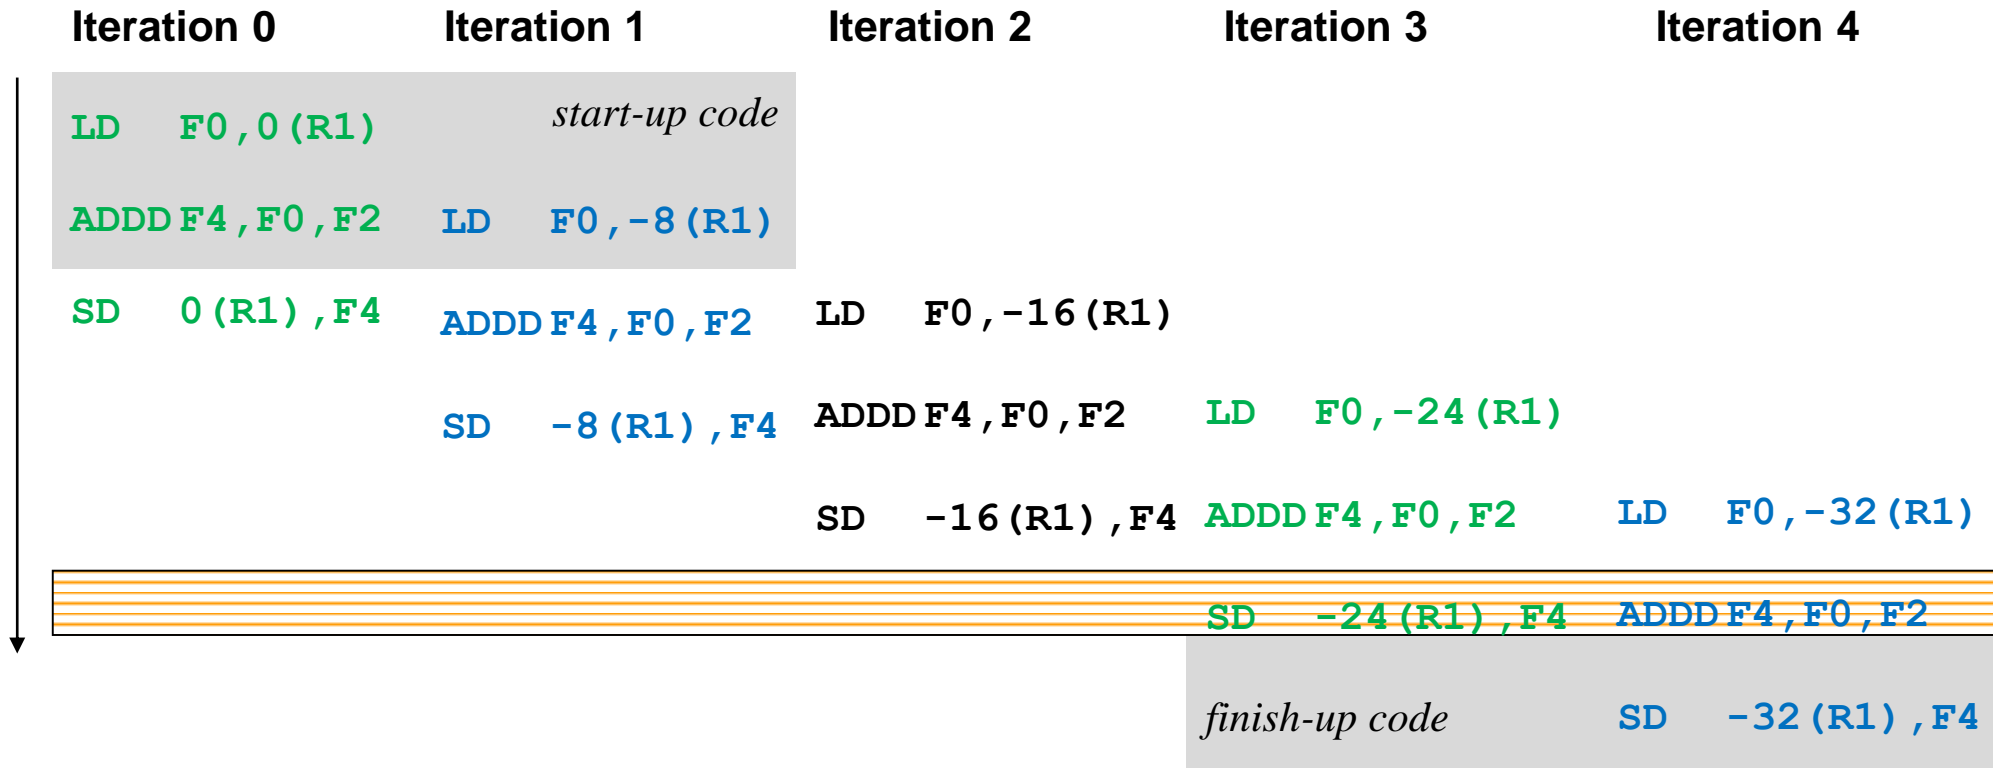 Iteration 0 Iteration 1 Iteration 2 Iteration 3 Iteration 4
LD F0,0(R1) start-up code
ADDD F4,F0,F2 LD F0,-8(R1)
SD 0(R1),F4 ADDD F4,F0,F2 LD F0,-16(R1)
SD -8(R1),F4 ADDD F4,F0,F2 LD F0,-24(R1)
SD -16(R1),F4 ADDD F4,F0,F2 LD F0,-32(R1)
SD -24(R1),F4 ADDD F4,F0,F2
finish-up code SD -32(R1),F4